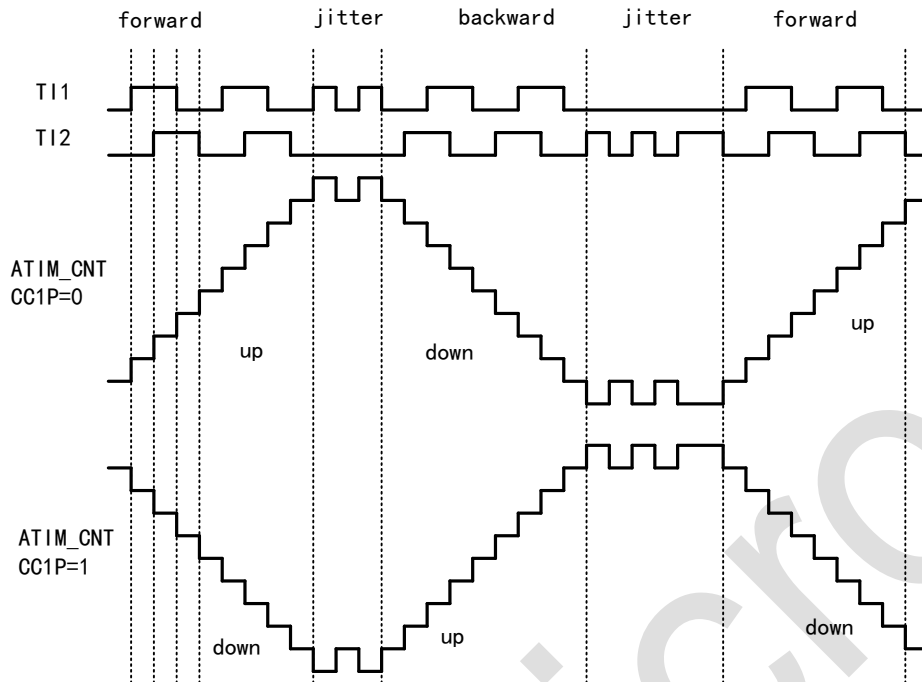 forward jitter backward jitter forward
TI1
TI2
ATIM_CNT
CC1P=0
up down up
ATIM_CNT
CC1P=1
down up down